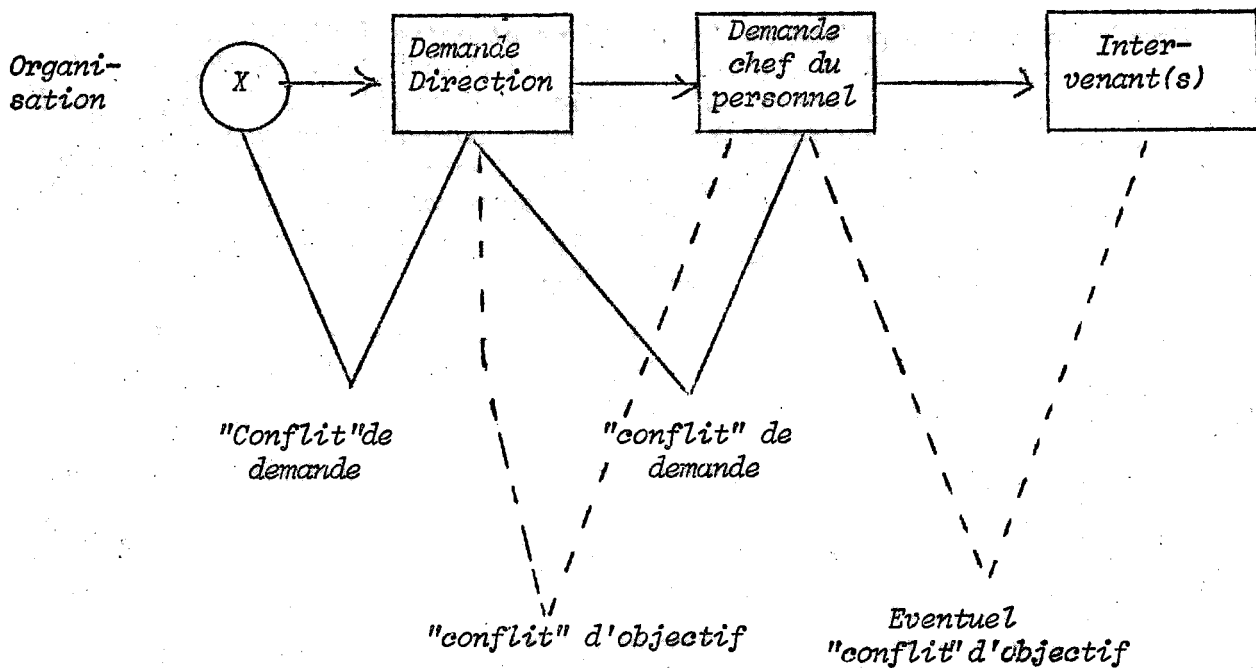 Organi-
sation
X
Demande
Direction
Demande
chef du
personnel
Inter-
venant(s)
"Conflit"de
demande
"conflit" de
demande
"conflit" d'objectif
Eventuel
"conflit" d'objectif